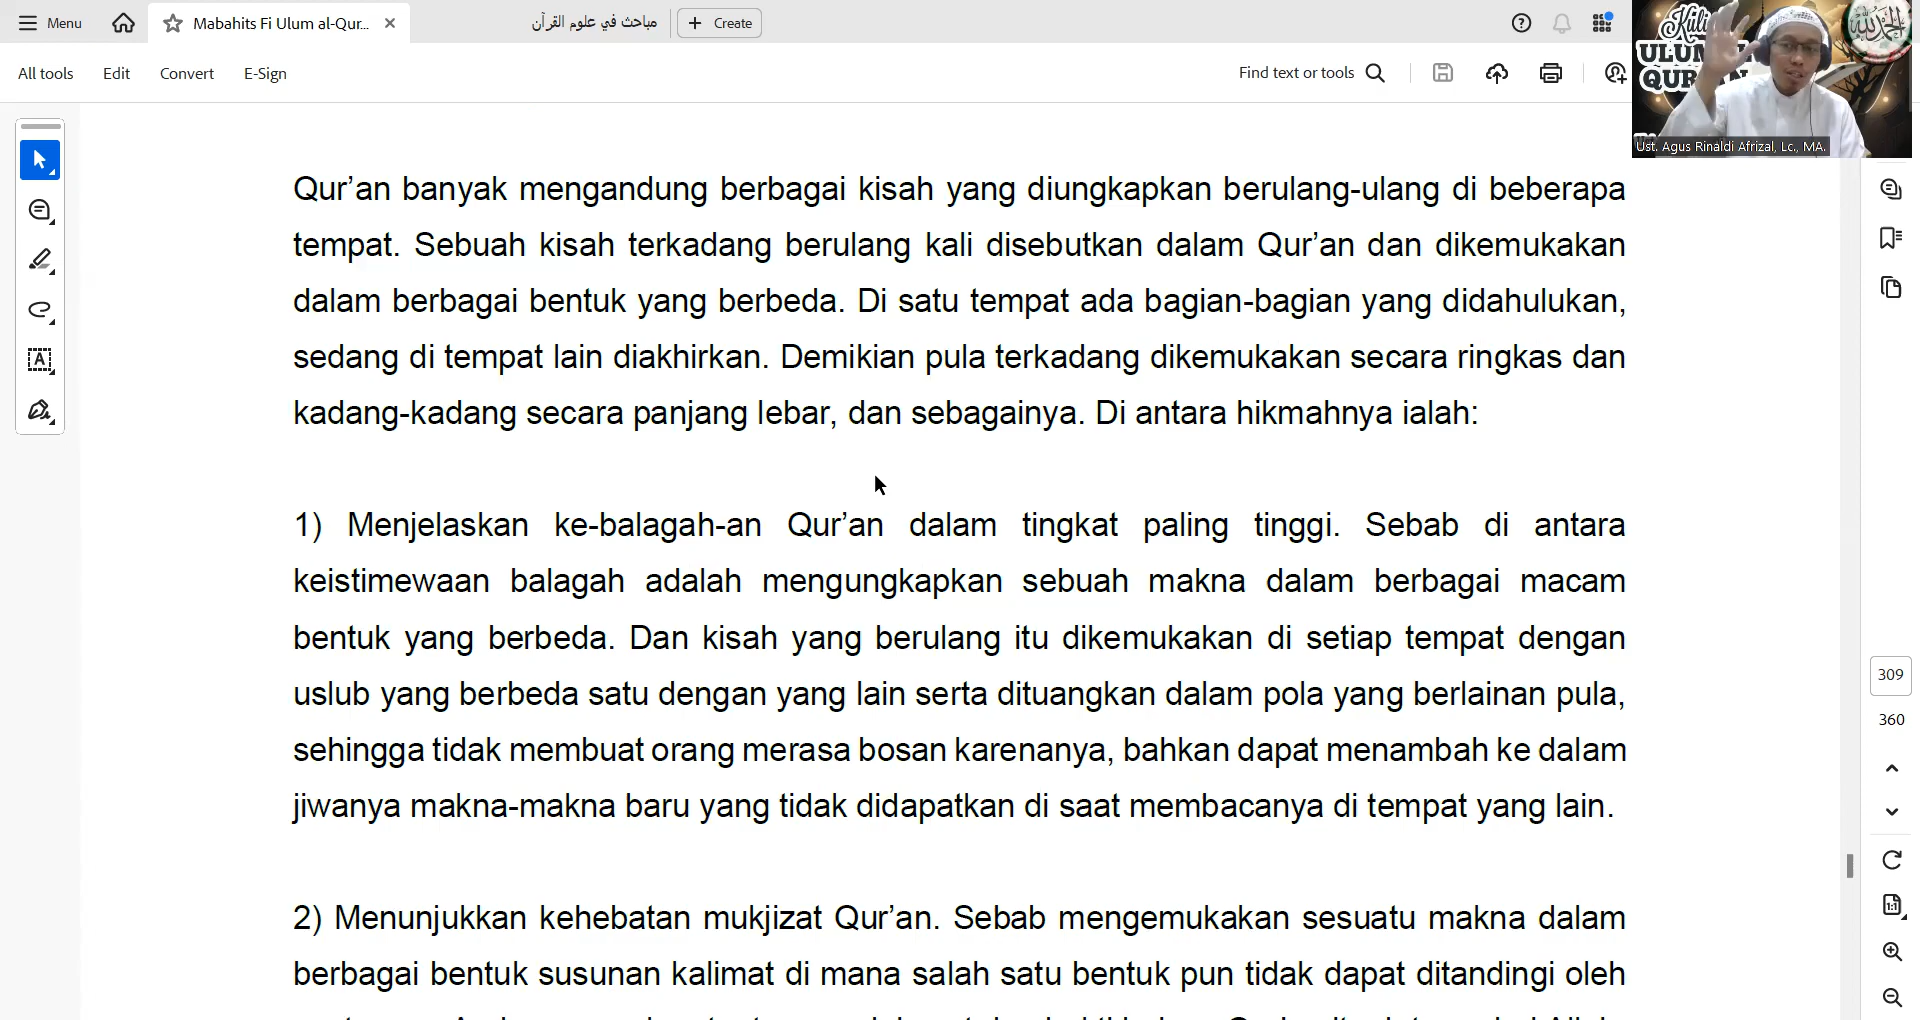 Menu
Mabahits Fi Ulum al-Qur...
مباحث في علوم القرآن
Create
All tools
Edit
Convert
E-Sign
Find text or tools
ULUM
QUR'AN
Ust. Agus Rinaldi Afrizal, Lc., MA.
Qur’an banyak mengandung berbagai kisah yang diungkapkan berulang-ulang di beberapa
tempat. Sebuah kisah terkadang berulang kali disebutkan dalam Qur’an dan dikemukakan
dalam berbagai bentuk yang berbeda. Di satu tempat ada bagian-bagian yang didahulukan,
sedang di tempat lain diakhirkan. Demikian pula terkadang dikemukakan secara ringkas dan
kadang-kadang secara panjang lebar, dan sebagainya. Di antara hikmahnya ialah:
1) Menjelaskan ke-balagah-an Qur’an dalam tingkat paling tinggi. Sebab di antara
keistimewaan balagah adalah mengungkapkan sebuah makna dalam berbagai macam
bentuk yang berbeda. Dan kisah yang berulang itu dikemukakan di setiap tempat dengan
uslub yang berbeda satu dengan yang lain serta dituangkan dalam pola yang berlainan pula,
sehingga tidak membuat orang merasa bosan karenanya, bahkan dapat menambah ke dalam
jiwanya makna-makna baru yang tidak didapatkan di saat membacanya di tempat yang lain.
2) Menunjukkan kehebatan mukjizat Qur’an. Sebab mengemukakan sesuatu makna dalam
berbagai bentuk susunan kalimat di mana salah satu bentuk pun tidak dapat ditandingi oleh
309
360